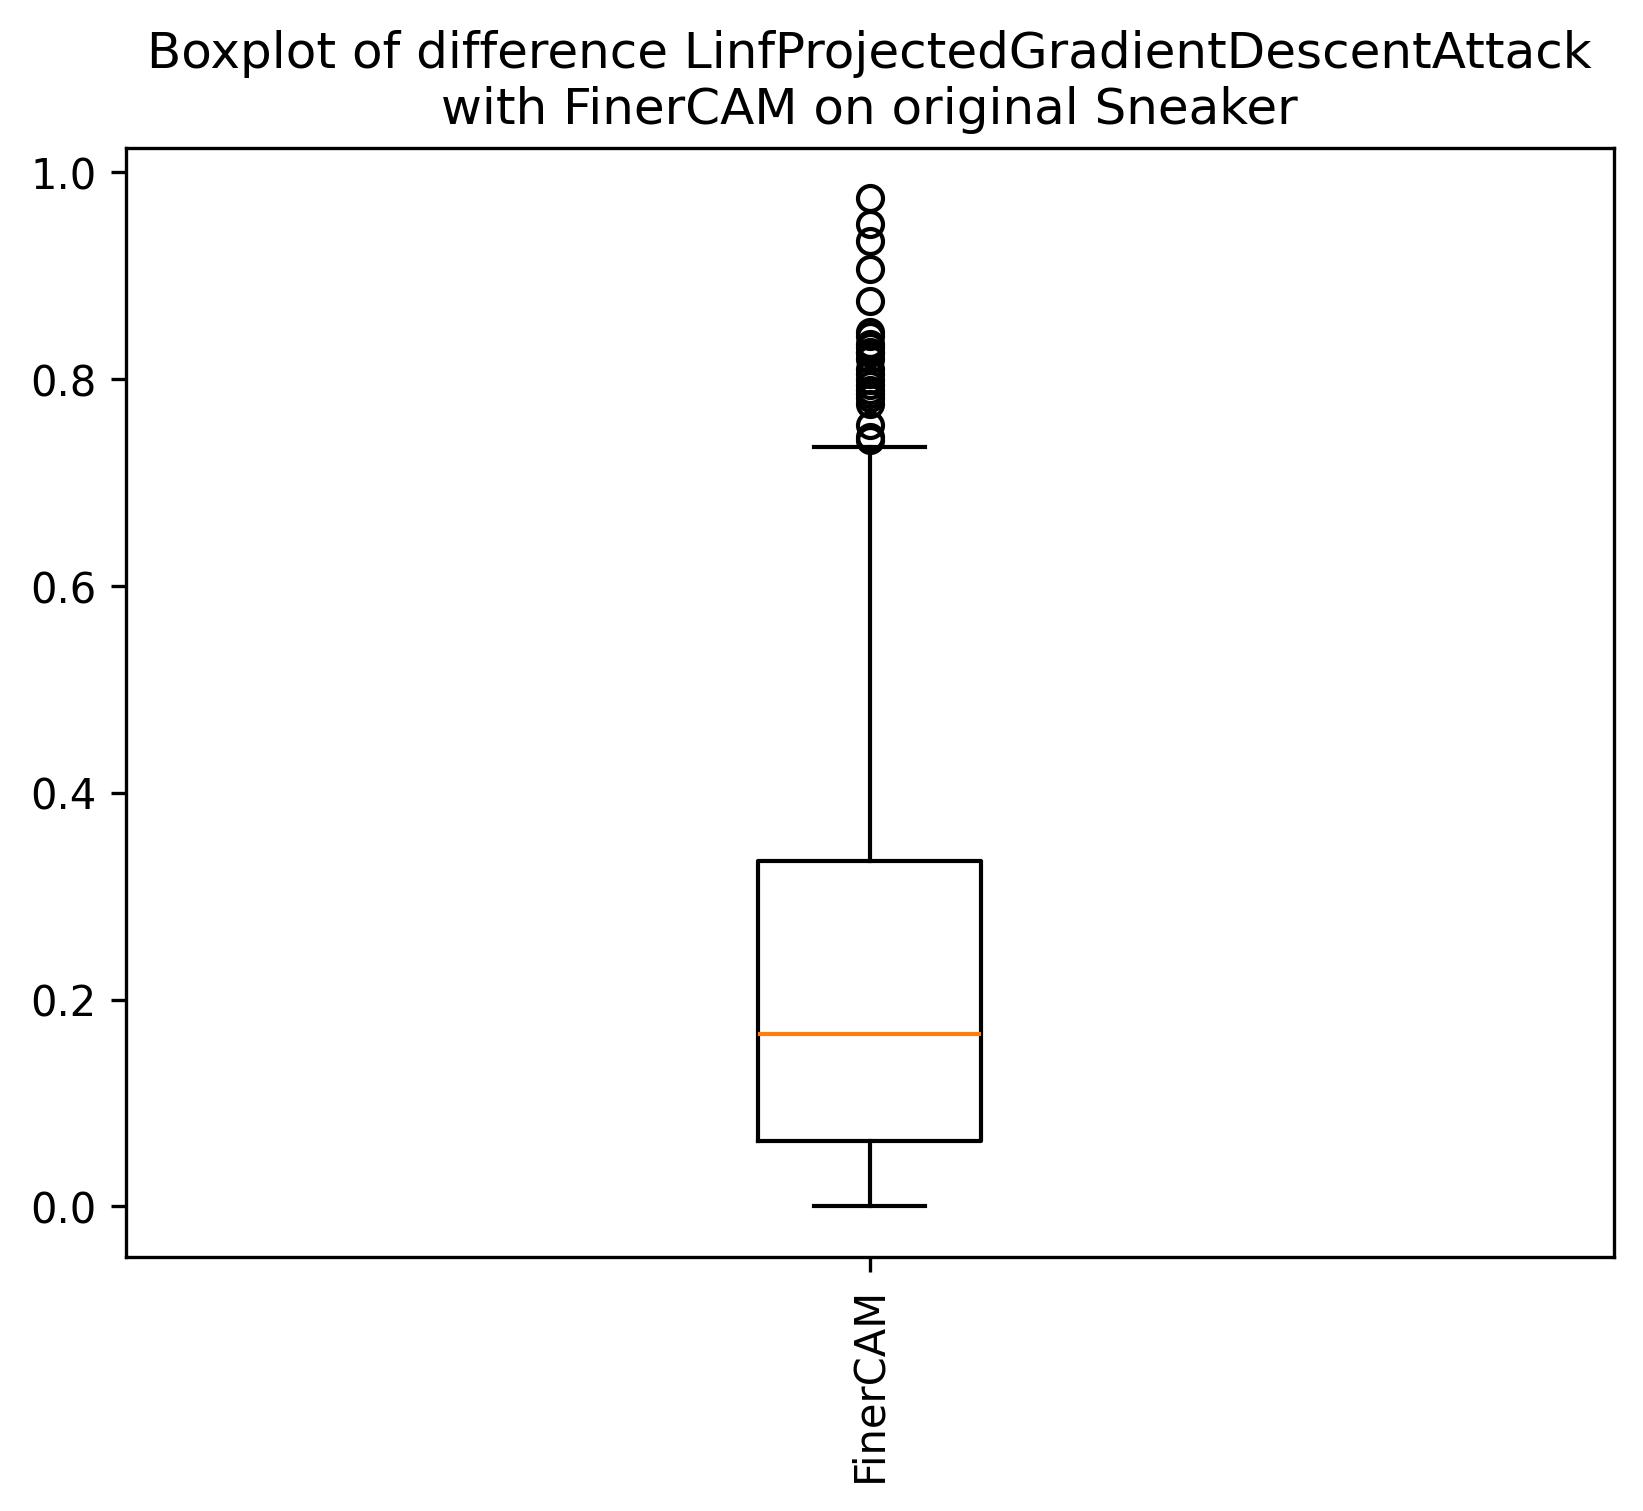 Boxplot of difference LinfProjectedGradientDescentAttack
with FinerCAM on original Sneaker
1.0
0.8
0.6
0.4
0.2
0.0
FinerCAM